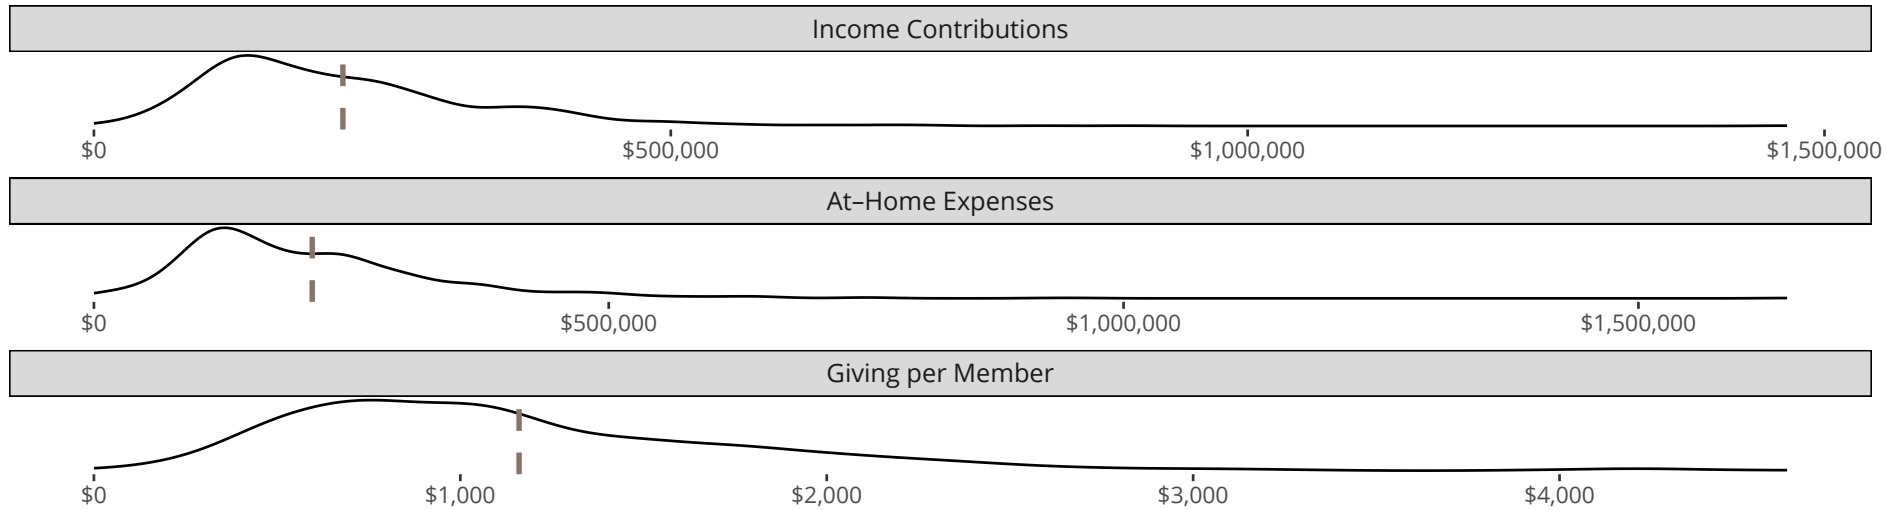 Income Contributions
$0 $500,000 $1,000,000 $1,500,000
At–Home Expenses
$0 $500,000 $1,000,000 $1,500,000
Giving per Member
$0 $1,000 $2,000 $3,000 $4,000